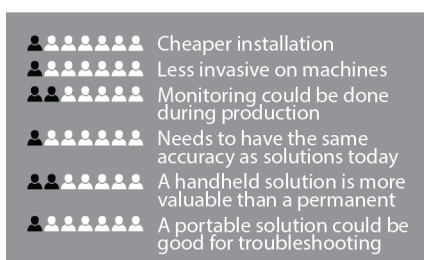 Cheaper installation
Less invasive on machines
Monitoring could be done
during production
Needs to have the same
accuracy as solutions today
A handheld solution is more
valuable than a permanent
A portable solution could be
good for troubleshooting